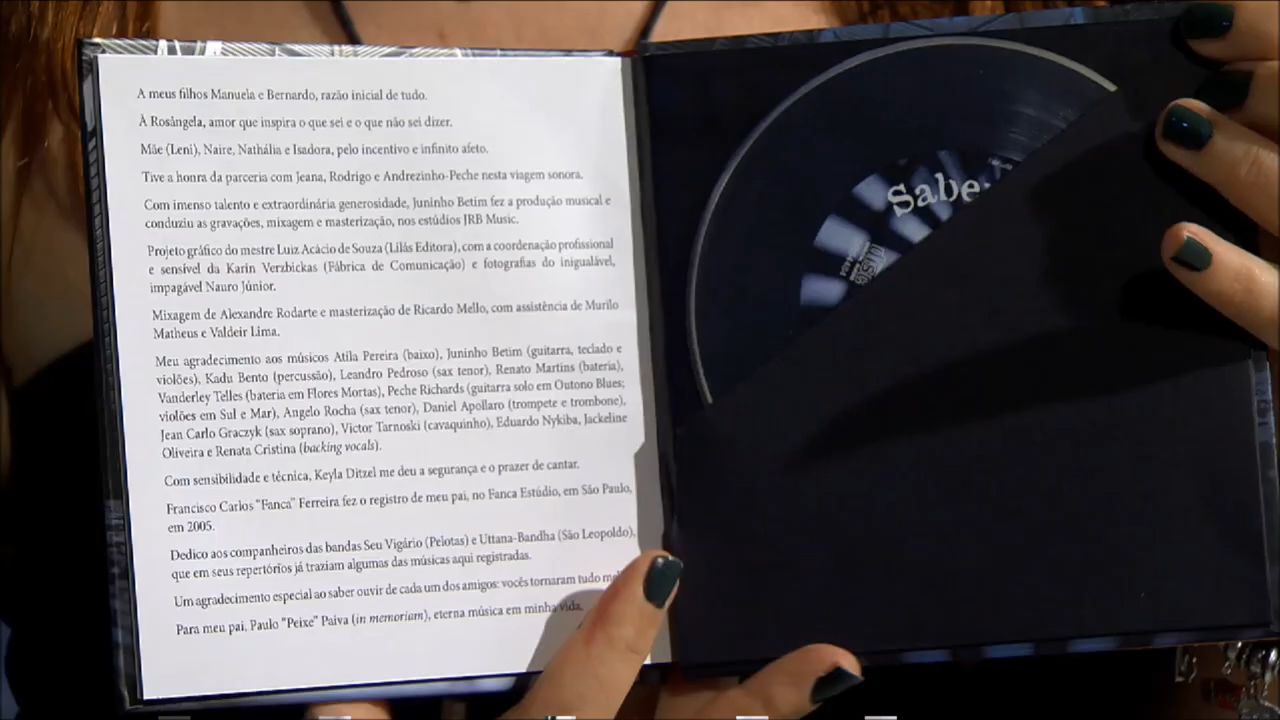 A meus filhos Manuela e Bernardo, razão inicial de tudo.
À Rosângela, amor que inspira o que sei e o que não sei dizer.
Mãe (Leni), Naire, Nathália e Isadora, pelo incentivo e infinito afeto.
Tive a honra da parceria com Jeana, Rodrigo e Andrezinho-Peche nesta viagem sonora.
Com imenso talento e extraordinária generosidade, Juninho Betim fez a produção musical e
conduziu as gravações, mixagem e masterização, nos estúdios JRB Music.
Projeto gráfico do mestre Luiz Acácio de Souza (Lilás Editora), com a coordenação profissional
e sensível da Karin Verzbickas (Fábrica de Comunicação) e fotografias do inigualável,
impagável Nauro Júnior.
Mixagem de Alexandre Rodarte e masterização de Ricardo Mello, com assistência de Murilo
Matheus e Valdeir Lima.
Meu agradecimento aos músicos Atila Pereira (baixo), Juninho Betim (guitarra, teclado e
violões), Kadu Bento (percussão), Leandro Pedroso (sax tenor), Renato Martins (bateria),
Vanderley Telles (bateria em Flores Mortas), Peche Richards (guitarra solo em Outono Blues;
violões em Sul e Mar), Angelo Rocha (sax tenor), Daniel Apollaro (trompete e trombone),
Jean Carlo Graczyk (sax soprano), Victor Tarnoski (cavaquinho), Eduardo Nykiba, Jackeline
Oliveira e Renata Cristina (backing vocals).
Com sensibilidade e técnica, Keyla Ditzel me deu a segurança e o prazer de cantar.
Francisco Carlos "Fanca" Ferreira fez o registro de meu pai, no Fanca Estúdio, em São Paulo,
em 2005.
Dedico aos companheiros das bandas Seu Vigário (Pelotas) e Uttana-Bandha (São Leopoldo),
que em seus repertórios já traziam algumas das músicas aqui registradas.
Um agradecimento especial ao saber ouvir de cada um dos amigos: vocês tornaram tudo
Para meu pai, Paulo "Peixe" Paiva (in memoriam), eterna música em minha vida.
Sabe